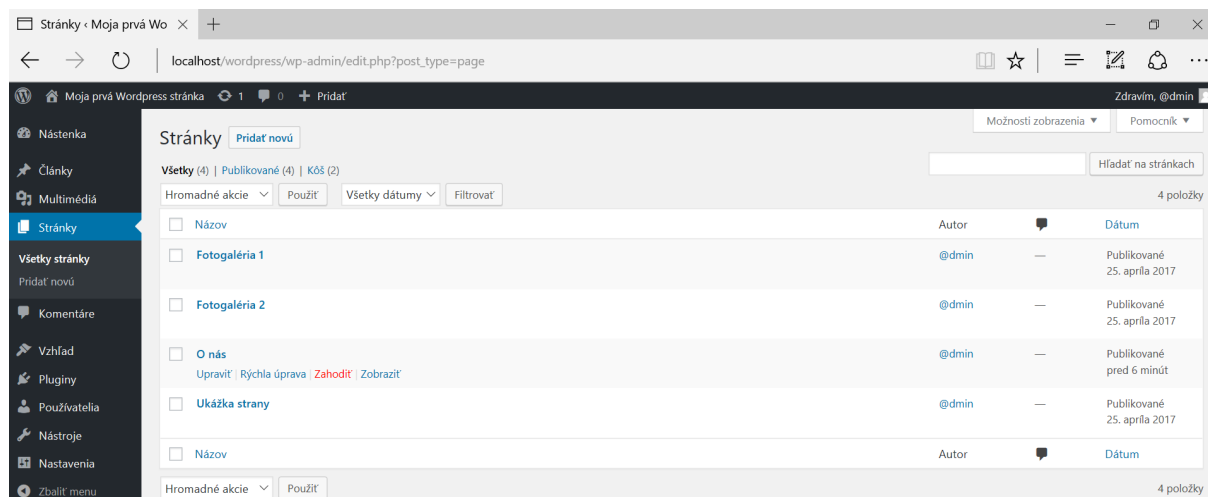 Stránky ‹ Moja prvá Wo
localhost/wordpress/wp-admin/edit.php?post_type=page
Moja prvá Wordpress stránka 1 0 Pridať Zdravím, @dmin
Nástenka
Články
Multimédiá
Stránky
Všetky stránky
Pridať novú
Komentáre
Vzhľad
Pluginy
Používatelia
Nástroje
Nastavenia
Zbaliť menu
Možnosti zobrazenia ▼ Pomocník ▼
Stránky Pridať novú
Všetky (4) | Publikované (4) | Kôš (2)
Hľadať na stránkach
Hromadné akcie Použiť Všetky dátumy Filtrovať 4 položky
Názov Autor Dátum
Fotogaléria 1 @dmin — Publikované
25. apríla 2017
Fotogaléria 2 @dmin — Publikované
25. apríla 2017
O nás @dmin — Publikované
pred 6 minút
Upraviť | Rýchla úprava | Zahodiť | Zobraziť
Ukážka strany @dmin — Publikované
25. apríla 2017
Názov Autor Dátum
Hromadné akcie Použiť 4 položky